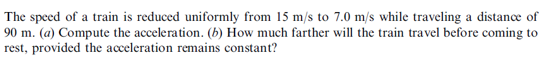 The speed of a train is reduced uniformly from 15 m/s to 7.0 m/s while traveling a distance of
90 m. (a) Compute the acceleration. (b) How much farther will the train travel before coming to
rest, provided the acceleration remains constant?